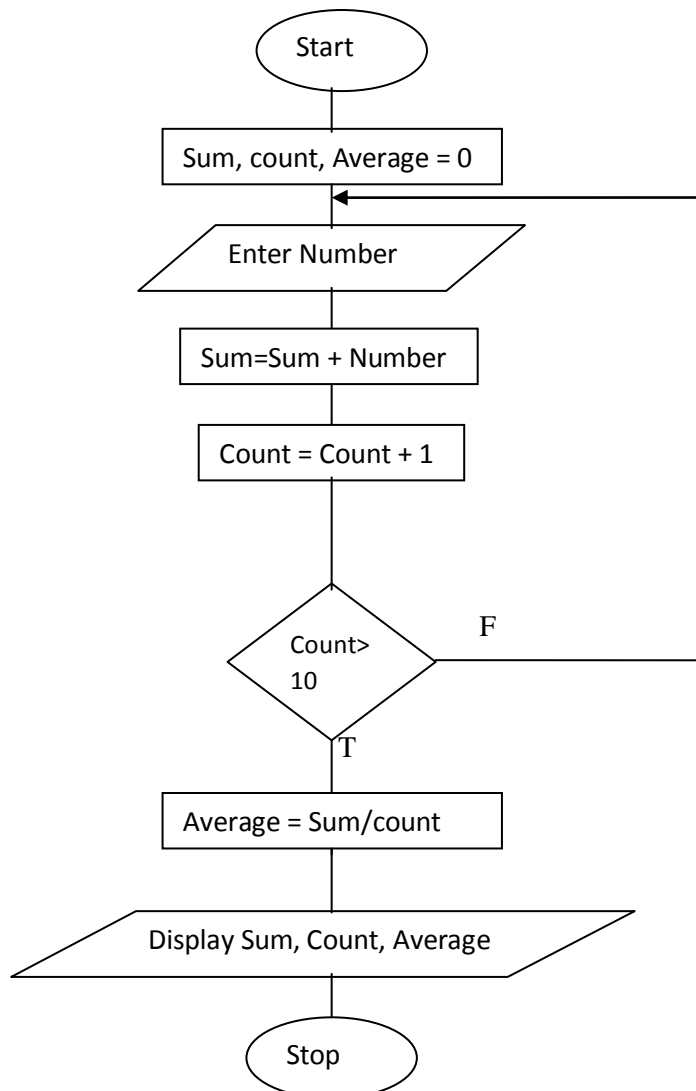 Start
Sum, count, Average = 0
Enter Number
Sum=Sum + Number
Count = Count + 1
Count>
10
F
T
Average = Sum/count
Display Sum, Count, Average
Stop